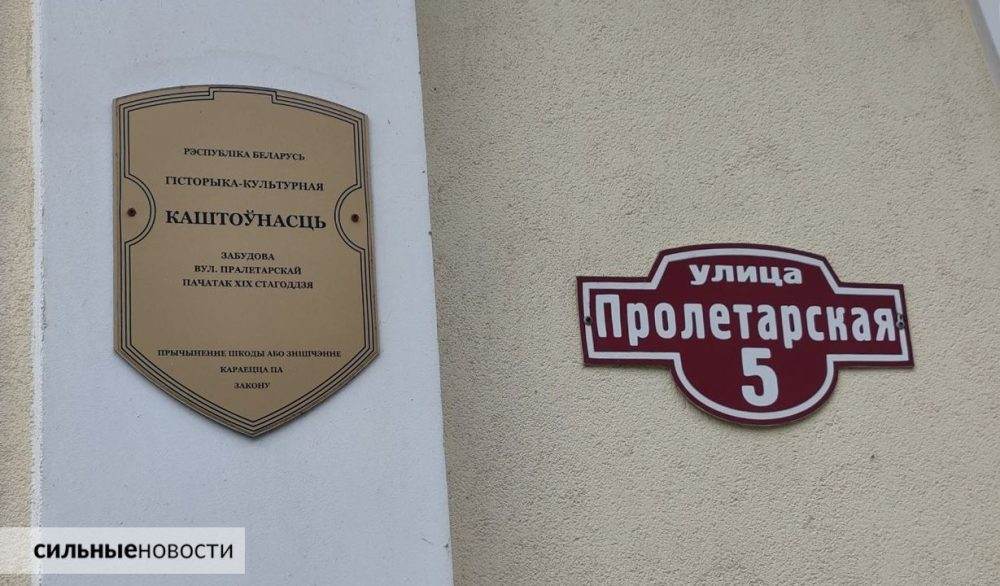 РЭСПУБЛІКА БЕЛАРУСЬ
ГІСТОРЫКА-КУЛЬТУРНАЯ
КАШТОЎНАСЦЬ
ЗАБУДОВА
ВУЛ. ПРАЛЕТАРСКАЙ
ПАЧАТАК XIX СТАГОДДЗЯ
ПРЫЧЫНЕННЕ ШКОДЫ АБО ЗНІШЧЭННЕ
КАРАЕЦЦА ПА
ЗАКОНУ
улица
Пролетарская
5
СИЛЬНЫЕНОВОСТИ